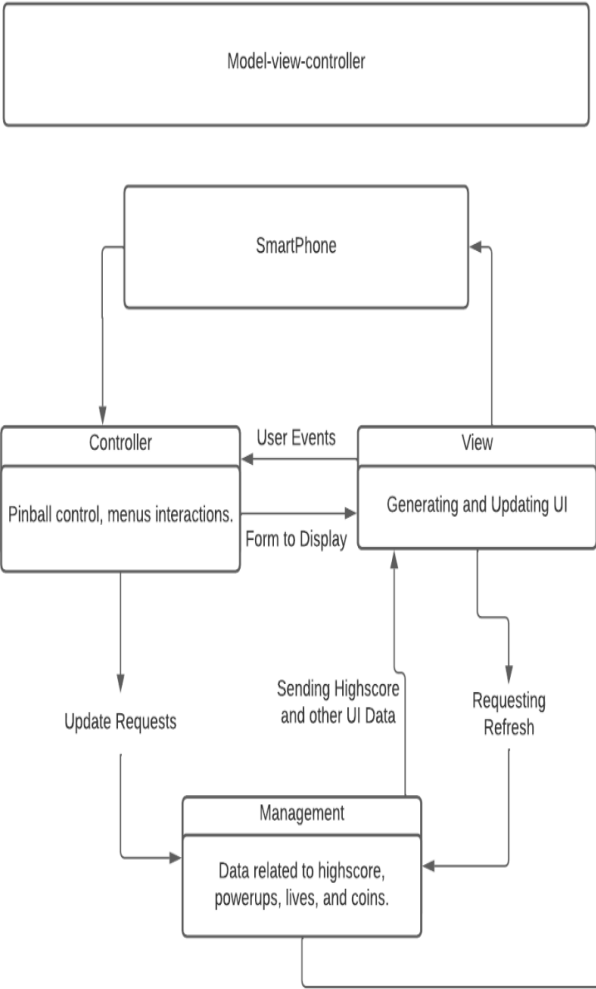 Model-view-controller
SmartPhone
Controller
User Events
View
Pinball control, menus interactions.
Generating and Updating UI
Form to Display
Sending Highscore
and other UI Data
Requesting
Refresh
Update Requests
Management
Data related to highscore,
powerups, lives, and coins.